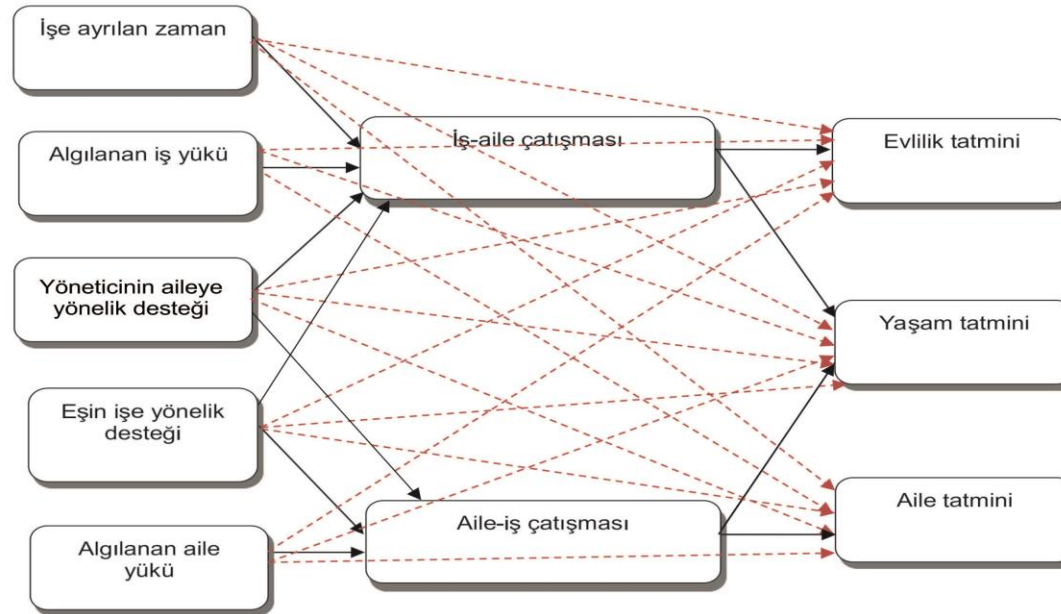 İşe ayrılan zaman
Algılanan iş yükü
Yöneticinin aileye
yönelik desteği
Eşin işe yönelik
desteği
Algılanan aile
yükü
İş-aile çatışması
Aile-iş çatışması
Evlilik tatmini
Yaşam tatmini
Aile tatmini